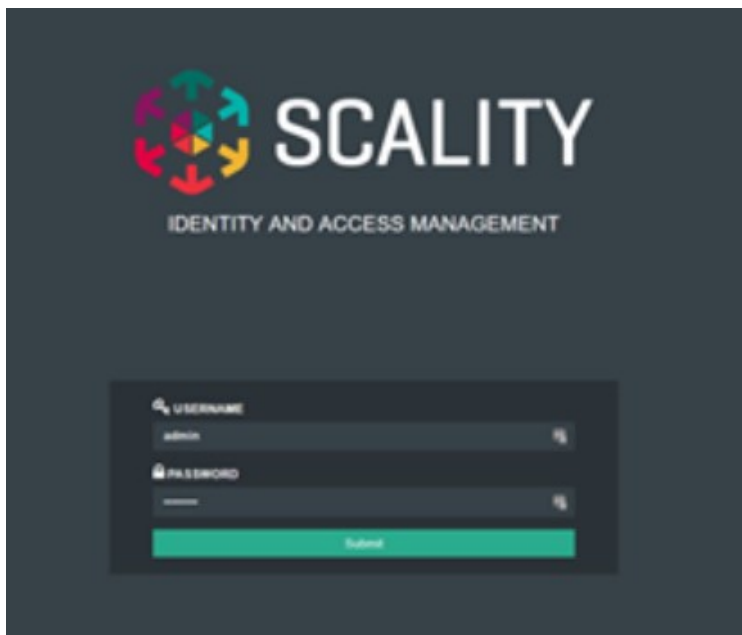 SCALITY
IDENTITY AND ACCESS MANAGEMENT
USERNAME
admin
PASSWORD
Submit